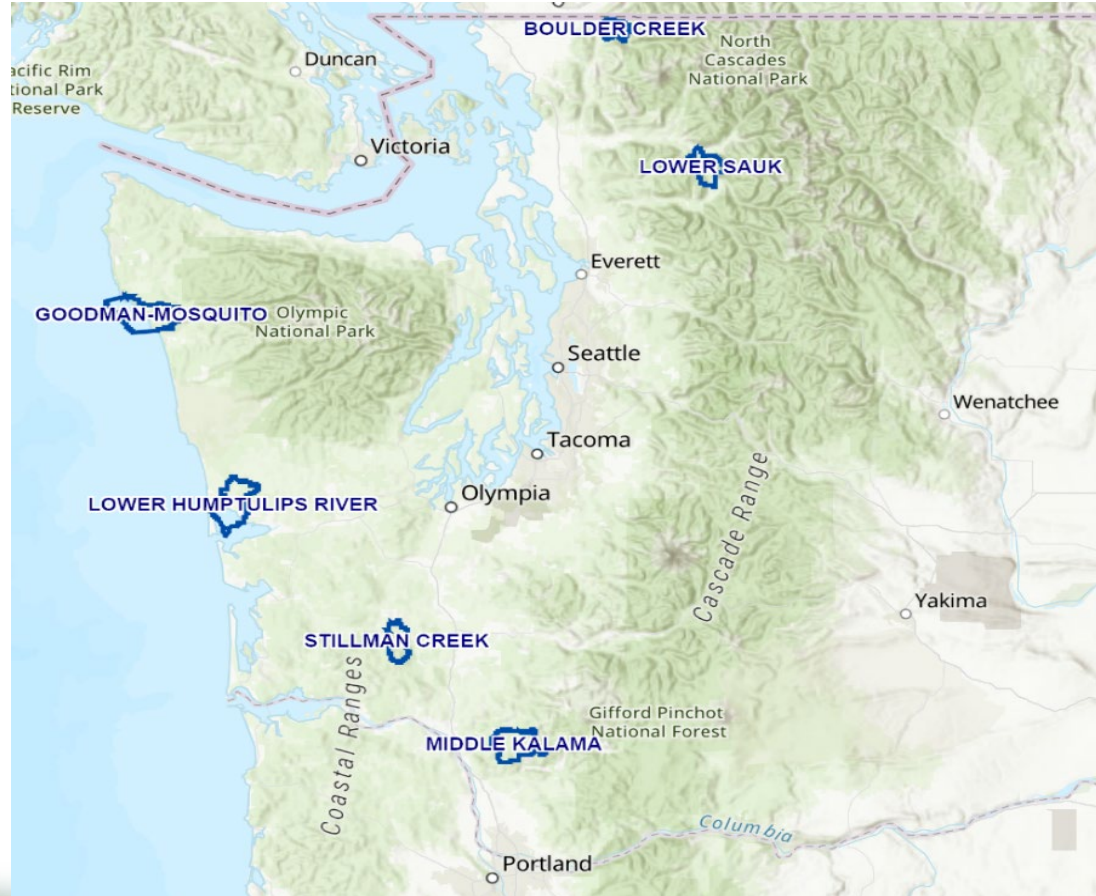 BOULDER CREEK
North
Cascades
National Park
Duncan
acific Rim
tional Park
Reserve
Victoria
LOWER SAUK
Everett
GOODMAN-MOSQUITO
Olympic
National Park
Seattle
Wenatchee
Tacoma
LOWER HUMPTULIPS RIVER
Olympia
Cascade Range
Yakima
STILLMAN CREEK
Coastal Ranges
Gifford Pinchot
National Forest
MIDDLE KALAMA
Columbia
Portland